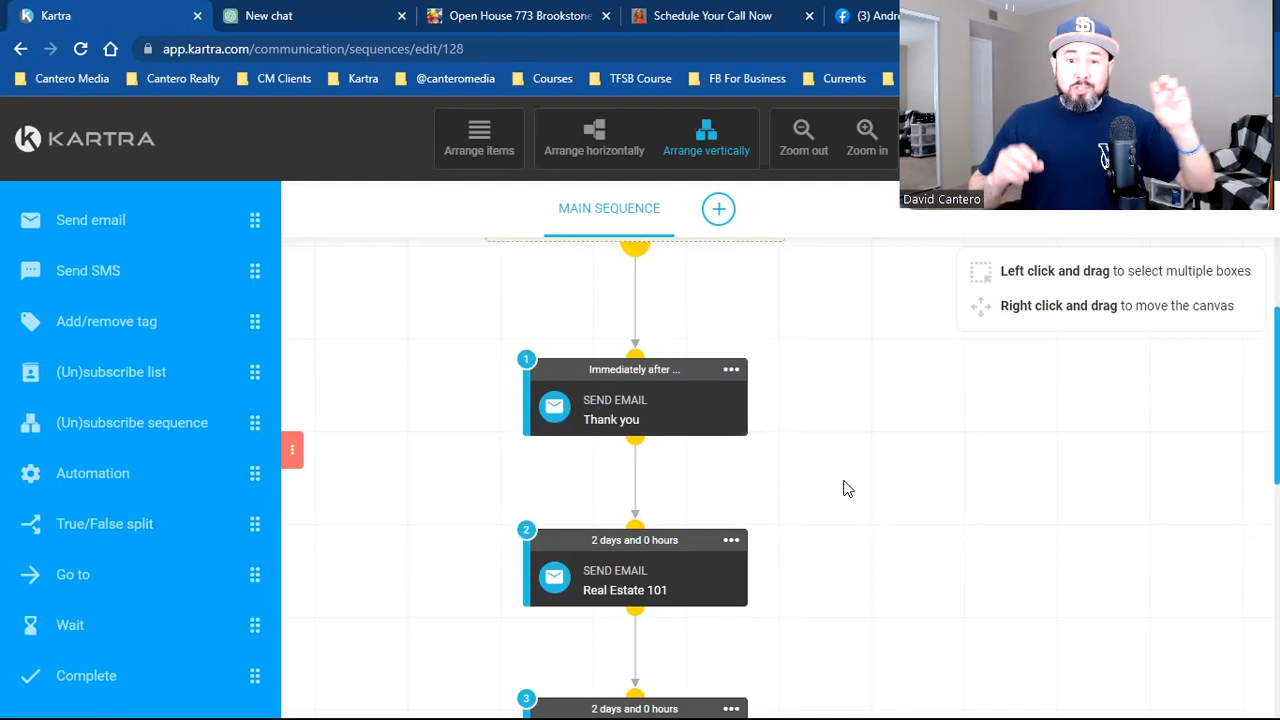 Kartra
New chat
Open House 773 Brookstone
Schedule Your Call Now
(3) Andre
app.kartra.com/communication/sequences/edit/128
Cantero Media
Cantero Realty
CM Clients
Kartra
@canteromedia
Courses
TFSB Course
FB For Business
Currents
KARTRA
Arrange items
Arrange horizontally
Arrange vertically
Zoom out
Zoom in
David Cantero
Send email
Send SMS
Add/remove tag
(Un)subscribe list
(Un)subscribe sequence
Automation
True/False split
Go to
Wait
Complete
MAIN SEQUENCE
Left click and drag to select multiple boxes
Right click and drag to move the canvas
1
Immediately after ...
SEND EMAIL
Thank you
2
2 days and 0 hours
SEND EMAIL
Real Estate 101
3
2 days and 0 hours